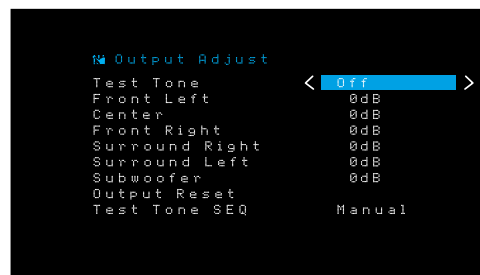 Output Adjust
Test Tone < Off >
Front Left 0dB
Center 0dB
Front Right 0dB
Surround Right 0dB
Surround Left 0dB
Subwoofer 0dB
Output Reset
Test Tone SEQ Manual